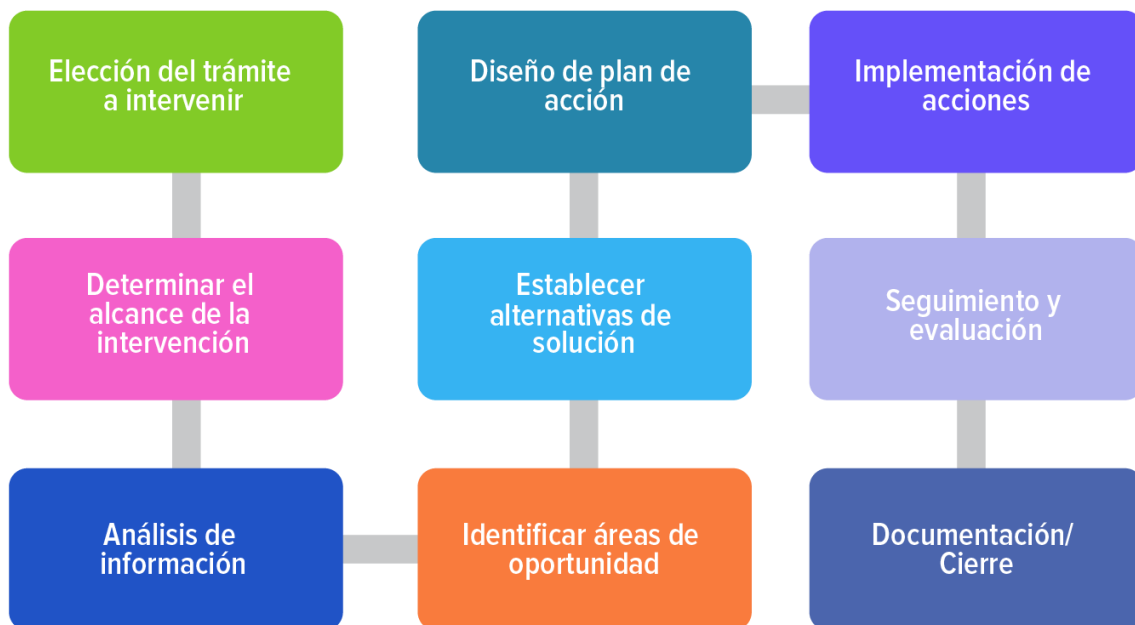 Elección del trámite
a intervenir
Determinar el
alcance de la
intervención
Análisis de
información
Identificar áreas de
oportunidad
Establecer
alternativas de
solución
Diseño de plan de
acción
Implementación de
acciones
Seguimiento y
evaluación
Documentación/
Cierre